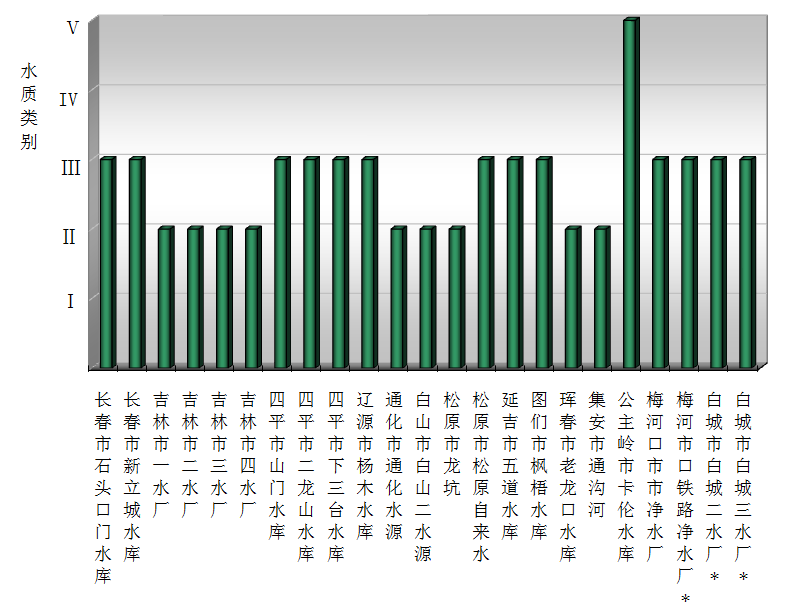 水质类别
Ⅴ
Ⅳ
Ⅲ
Ⅱ
Ⅰ
长春市石头口门水库
长春市新立城水库
吉林市一水厂
吉林市二水厂
吉林市三水厂
吉林市四水厂
四平市山门水库
四平市二龙山水库
四平市下三台水库
辽源市杨木水库
通化市通化水源
白山市白山二水源
松原市龙坑
松原市松原自来水
延吉市五道水库
图们市枫梧水库
珲春市老龙口水库
集安市通沟河
公主岭市卡伦水库
梅河口市市净水厂
梅河市口铁路净水厂*
白城市白城二水厂*
白城市白城三水厂*